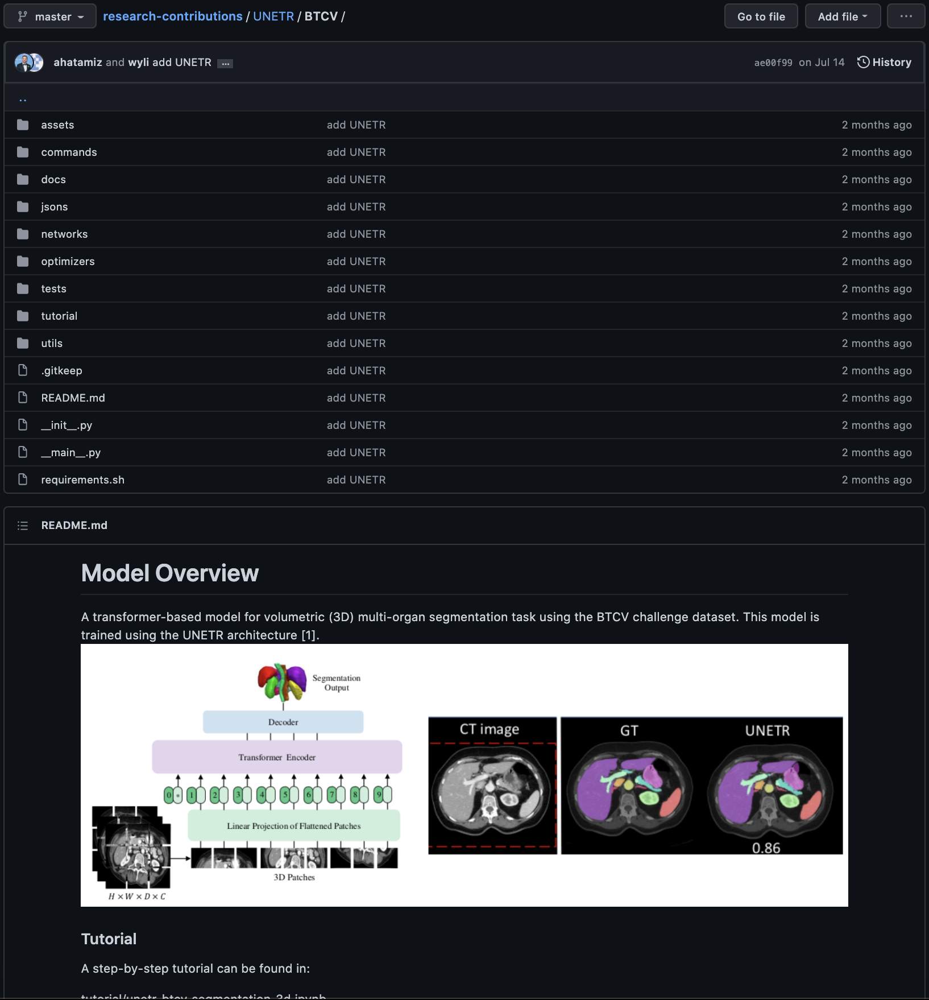 master research-contributions / UNETR / BTCV / Go to file Add file ...
ahatamiz and wyli add UNETR ... ae00f99 on Jul 14 History
..
assets add UNETR 2 months ago
commands add UNETR 2 months ago
docs add UNETR 2 months ago
jsons add UNETR 2 months ago
networks add UNETR 2 months ago
optimizers add UNETR 2 months ago
tests add UNETR 2 months ago
tutorial add UNETR 2 months ago
utils add UNETR 2 months ago
.gitkeep add UNETR 2 months ago
README.md add UNETR 2 months ago
__init__.py add UNETR 2 months ago
__main__.py add UNETR 2 months ago
requirements.sh add UNETR 2 months ago
README.md
Model Overview
A transformer-based model for volumetric (3D) multi-organ segmentation task using the BTCV challenge dataset. This model is
trained using the UNETR architecture [1].
Segmentation
Output
Decoder
Transformer Encoder
0 * 1 2 3 4 5 6 7 8 9
Linear Projection of Flattened Patches
3D Patches
H × W × D × C
CT image GT UNETR
0.86
Tutorial
A step-by-step tutorial can be found in:
tutorial/unetr_btcv_segmentation_3d.ipynb